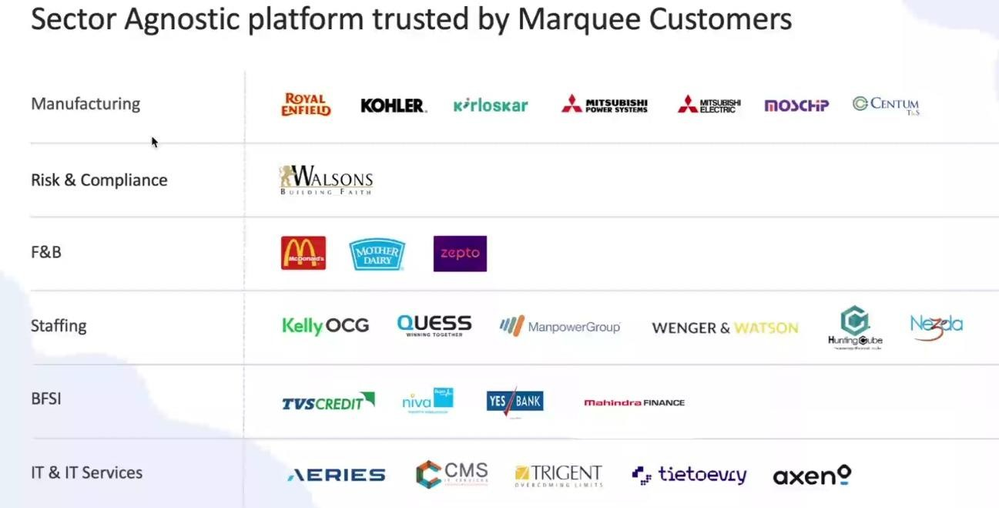 Sector Agnostic platform trusted by Marquee Customers
Manufacturing
ROYAL
ENFIELD
KOHLER.
kirloskar
MITSUBISHI
POWER SYSTEMS
MITSUBISHI
ELECTRIC
moschip
CENTUM
T&S
Risk & Compliance
WALSONS
BUILDING FAITH
F&B
McDonald's
MOTHER
DAIRY
zepto
Staffing
Kelly OCG
QUESS
WINNING TOGETHER
ManpowerGroup
WENGER & WATSON
HuntingCube
Nezda
BFSI
TVS CREDIT
niva
Bupa
YES BANK
Mahindra FINANCE
IT & IT Services
AERIES
CMS
IT SERVICES
TRIGENT
OVERCOMING LIMITS
tietoevry
axeno